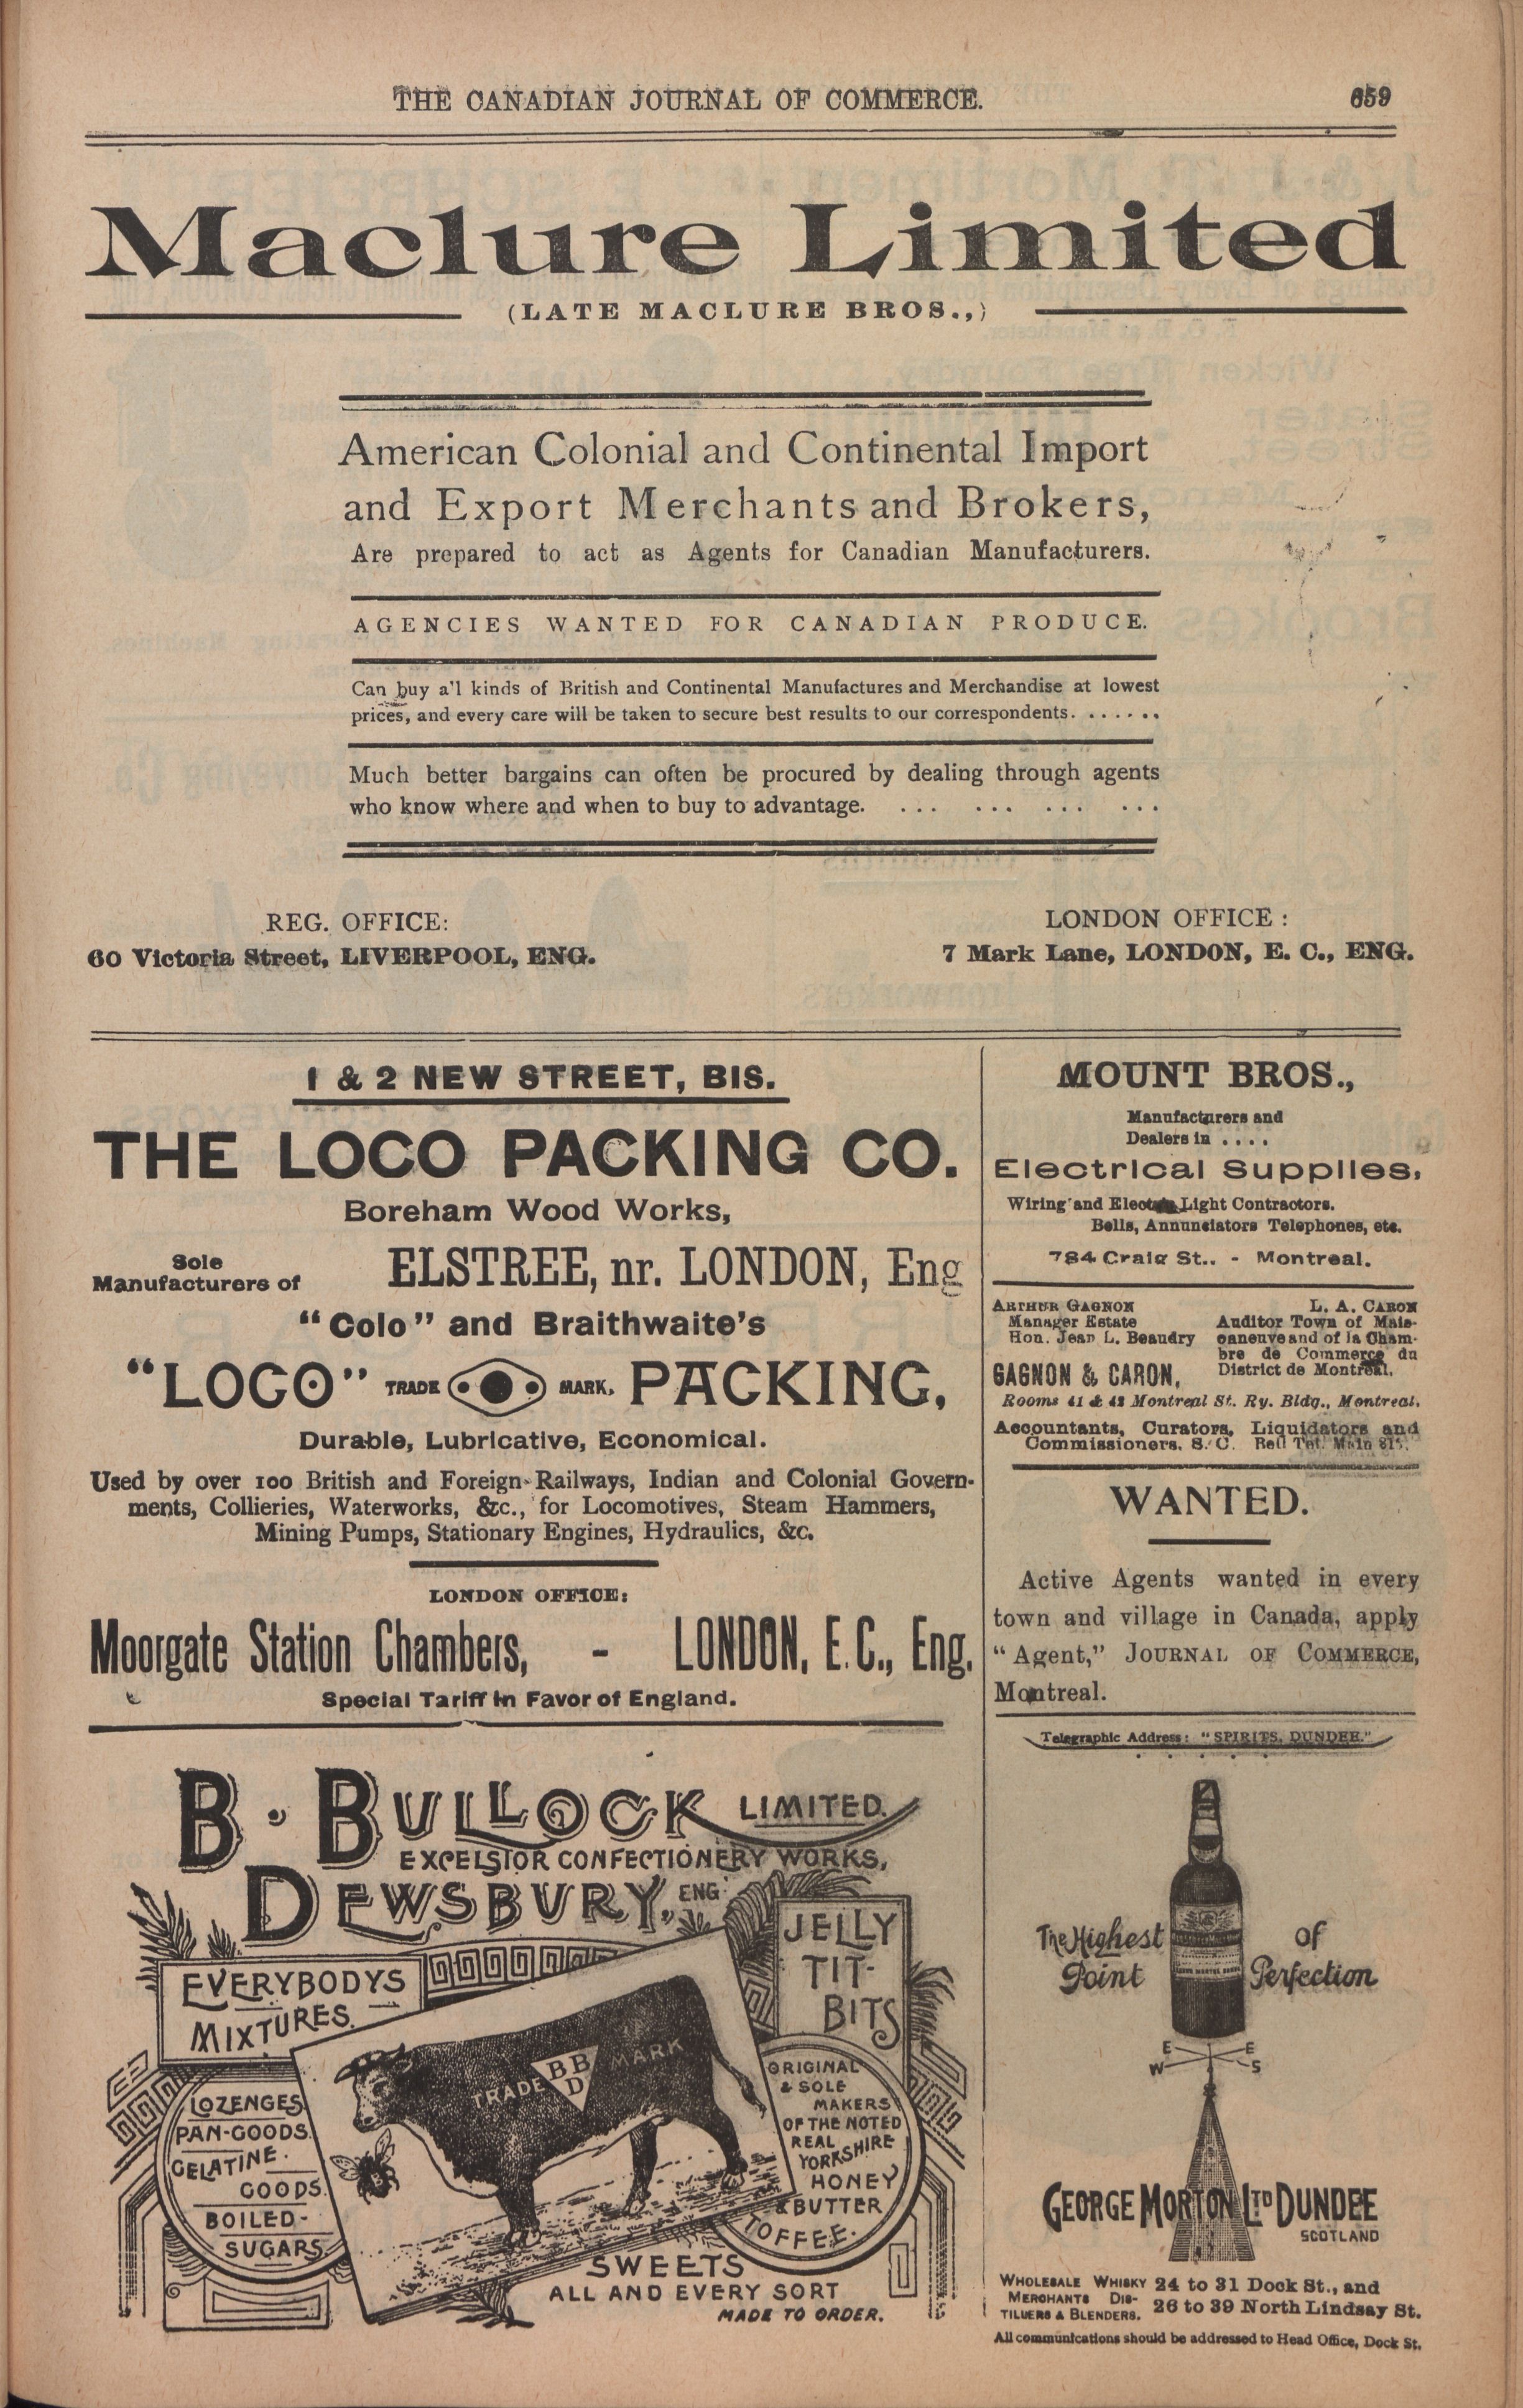 THE CANADIAN JOURNAL OF COMMERCE. 659
Maclure Limited
(LATE MACLURE BROS.,)
American Colonial and Continental Import
and Export Merchants and Brokers,
Are prepared to act as Agents for Canadian Manufacturers.
AGENCIES WANTED FOR CANADIAN PRODUCE.
Can buy a'l kinds of British and Continental Manufactures and Merchandise at lowest
prices, and every care will be taken to secure best results to our correspondents. . . . . . .
Much better bargains can often be procured by dealing through agents
who know where and when to buy to advantage. . . . . . . . . . . . .
REG. OFFICE:
60 Victoria Street, LIVERPOOL, ENG.
LONDON OFFICE :
7 Mark Lane, LONDON, E. C., ENG.
1 & 2 NEW STREET, BIS.
THE LOCO PACKING CO.
Boreham Wood Works,
Sole
Manufacturers of
ELSTREE, nr. LONDON, Eng
"Colo" and Braithwaite's
"LOCO" TRADE MARK. PACKING,
Durable, Lubricative, Economical.
Used by over 100 British and Foreign Railways, Indian and Colonial Govern-
ments, Collieries, Waterworks, &c., for Locomotives, Steam Hammers,
Mining Pumps, Stationary Engines, Hydraulics, &c.
LONDON OFFICE:
Moorgate Station Chambers, - LONDON, E.C., Eng.
Special Tariff in Favor of England.
B. BULLOCK LIMITED.
EXCELSIOR CONFECTIONERY WORKS,
DEWSBURY, ENG.
EVERYBODYS
MIXTURES.
JELLY
TIT-
BITS
TRADE BBD MARK
LOZENGES
PAN-GOODS.
GELATINE.
GOODS.
BOILED-
SUGARS
ORIGINAL
& SOLE
MAKERS
OF THE NOTED
REAL
YORKSHIRE
HONEY
& BUTTER
TOFFEE.
SWEETS
ALL AND EVERY SORT
MADE TO ORDER.
MOUNT BROS.,
Manufacturers and
Dealers in . . . .
Electrical Supplies,
Wiring and Electric Light Contractors.
Bells, Annunciators Telephones, etc.
784 Craig St.. - Montreal.
ARTHUR GAGNON
Manager Estate
Hon. Jean L. Beaudry
L. A. CARON
Auditor Town of Mais-
oaneuve and of la Cham-
bre de Commerce du
District de Montreal.
GAGNON & CARON,
Rooms 41 & 42 Montreal St. Ry. Bldg., Montreal.
Accountants, Curators, Liquidators and
Commissioners. S. C. Bell Tel. Main
WANTED.
Active Agents wanted in every
town and village in Canada, apply
"Agent," JOURNAL OF COMMERCE,
Montreal.
Telegraphic Address: "SPIRITS, DUNDEE."
The Highest
Point
of
Perfection
E E
W S
GEORGE MORTON LTD DUNDEE
SCOTLAND
WHOLESALE WHISKY
MERCHANTS DIS-
TILLERS & BLENDERS.
24 to 31 Dock St., and
26 to 39 North Lindsay St.
All communications should be addressed to Head Office, Dock St.